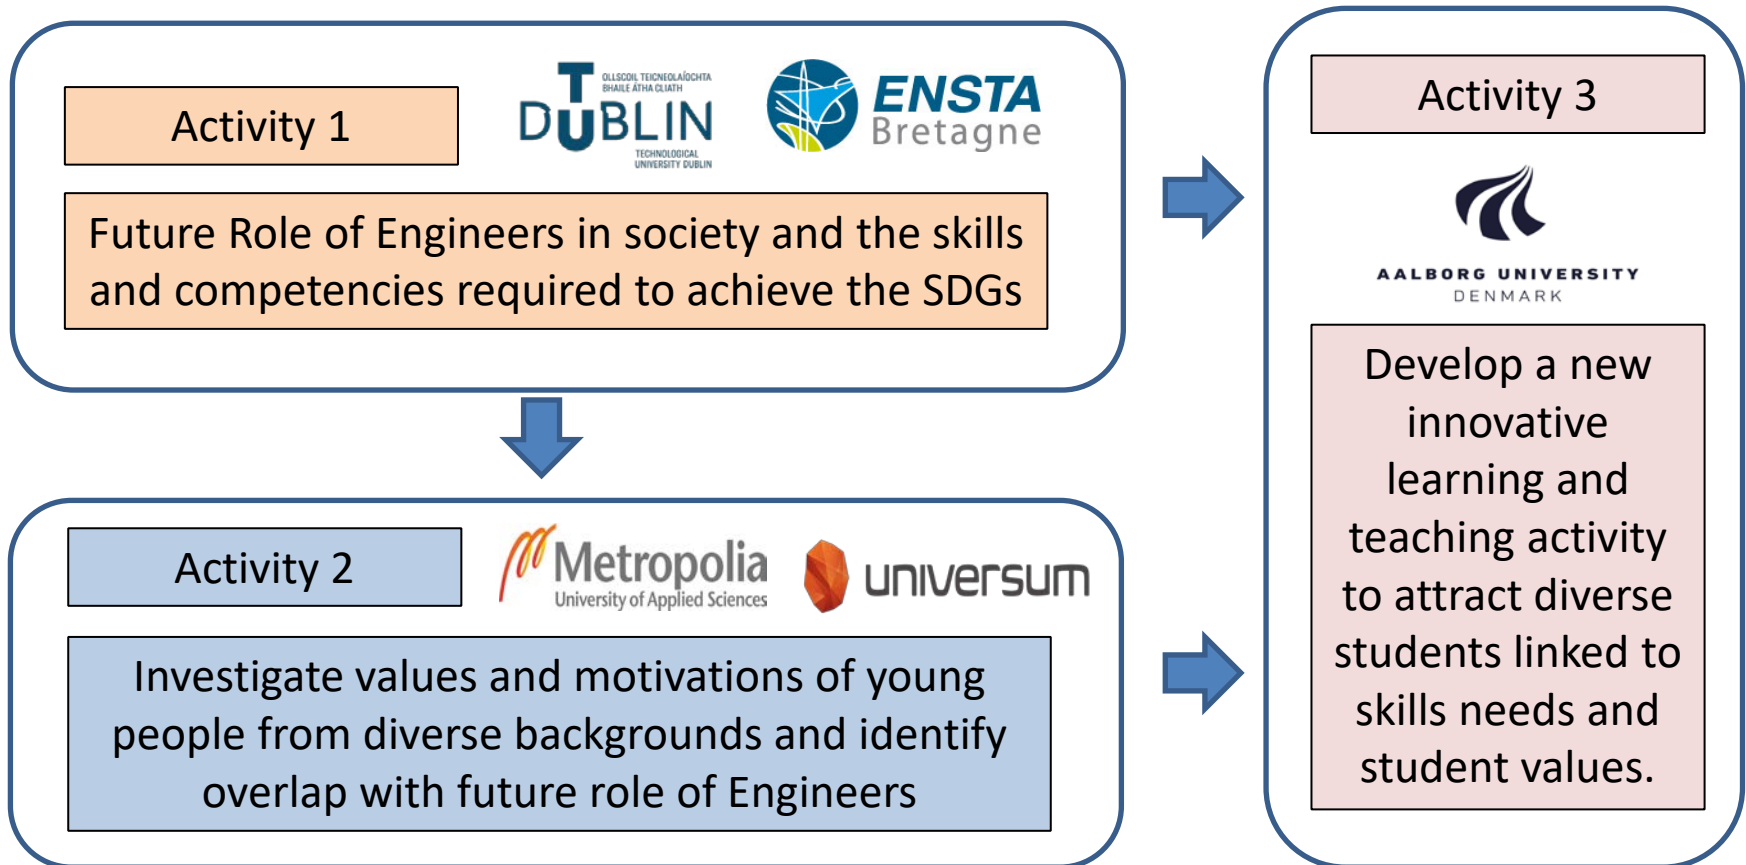 Activity 1
OLLSCOIL TEICNEOLAÍOCHTA
BHAILE ÁTHA CLIATH
T
DUBLIN
TECHNOLOGICAL
UNIVERSITY DUBLIN
ENSTA
Bretagne
Future Role of Engineers in society and the skills
and competencies required to achieve the SDGs
Activity 2
Metropolia
University of Applied Sciences
universum
Investigate values and motivations of young
people from diverse backgrounds and identify
overlap with future role of Engineers
Activity 3
AALBORG UNIVERSITY
DENMARK
Develop a new
innovative
learning and
teaching activity
to attract diverse
students linked to
skills needs and
student values.